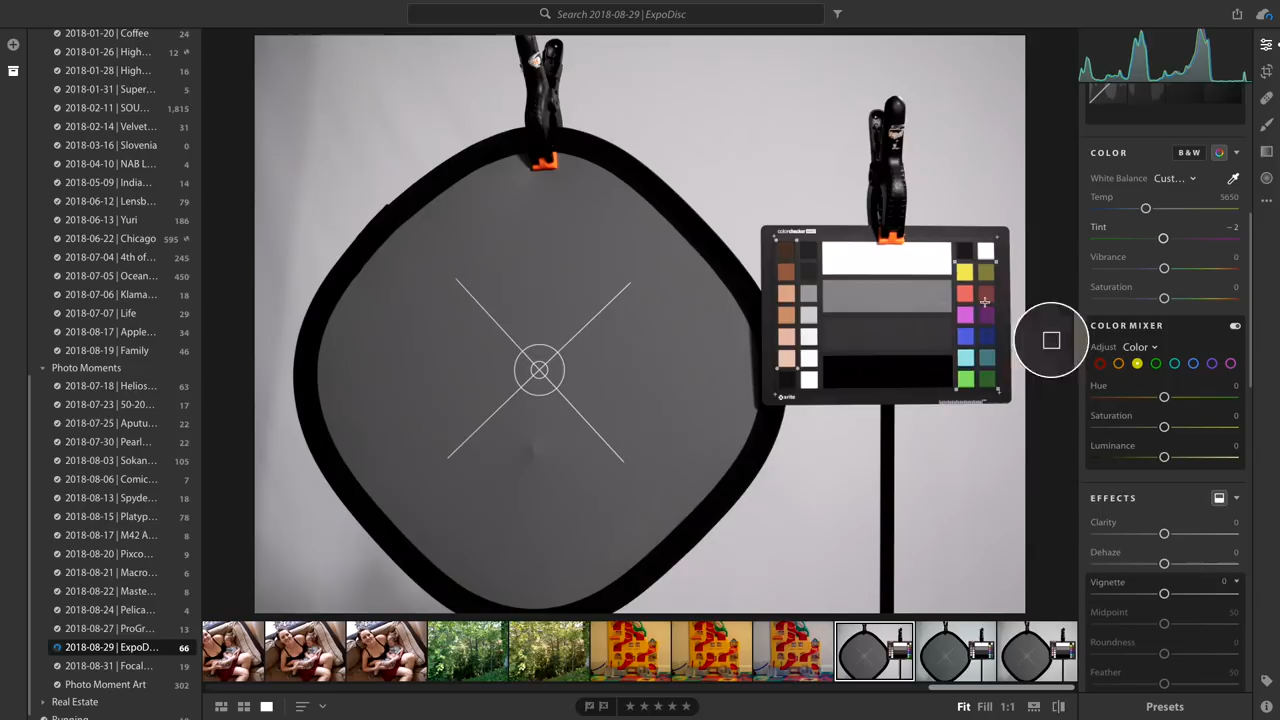 Search 2018-08-29 | ExpoDisc
2018-01-20 | Coffee 24
2018-01-26 | High... 12
2018-01-28 | High... 16
2018-01-31 | Super... 5
2018-02-11 | SOU... 1,815
2018-02-14 | Velvet... 31
2018-03-16 | Slovenia 0
2018-04-10 | NAB L... 14
2018-05-09 | India... 14
2018-06-12 | Lensb... 79
2018-06-13 | Yuri 186
2018-06-22 | Chicago 595
2018-07-04 | 4th of... 245
2018-07-05 | Ocean... 450
2018-07-06 | Klama... 18
2018-07-07 | Life 29
2018-08-17 | Apple... 34
2018-08-19 | Family 46
Photo Moments
2018-07-18 | Helios... 63
2018-07-23 | 50-20... 17
2018-07-25 | Aputu... 22
2018-07-30 | Pearl... 22
2018-08-03 | Sokan... 105
2018-08-06 | Comic... 7
2018-08-13 | Spyde... 18
2018-08-15 | Platyp... 78
2018-08-17 | M42 A... 8
2018-08-20 | Pixco... 9
2018-08-21 | Macro... 6
2018-08-22 | Maste... 8
2018-08-24 | Pelica... 4
2018-08-27 | ProGr... 13
2018-08-29 | ExpoD... 66
2018-08-31 | Focal... 19
Photo Moment Art 302
Real Estate
Running
colorchecker
x-rite
COLOR B & W
White Balance Cust...
Temp 5650
Tint – 2
Vibrance 0
Saturation 0
COLOR MIXER
Adjust Color
Hue 0
Saturation 0
Luminance 0
EFFECTS
Clarity 0
Dehaze 0
Vignette 0
Midpoint 50
Roundness 0
Feather 50
Fit Fill 1:1
Presets